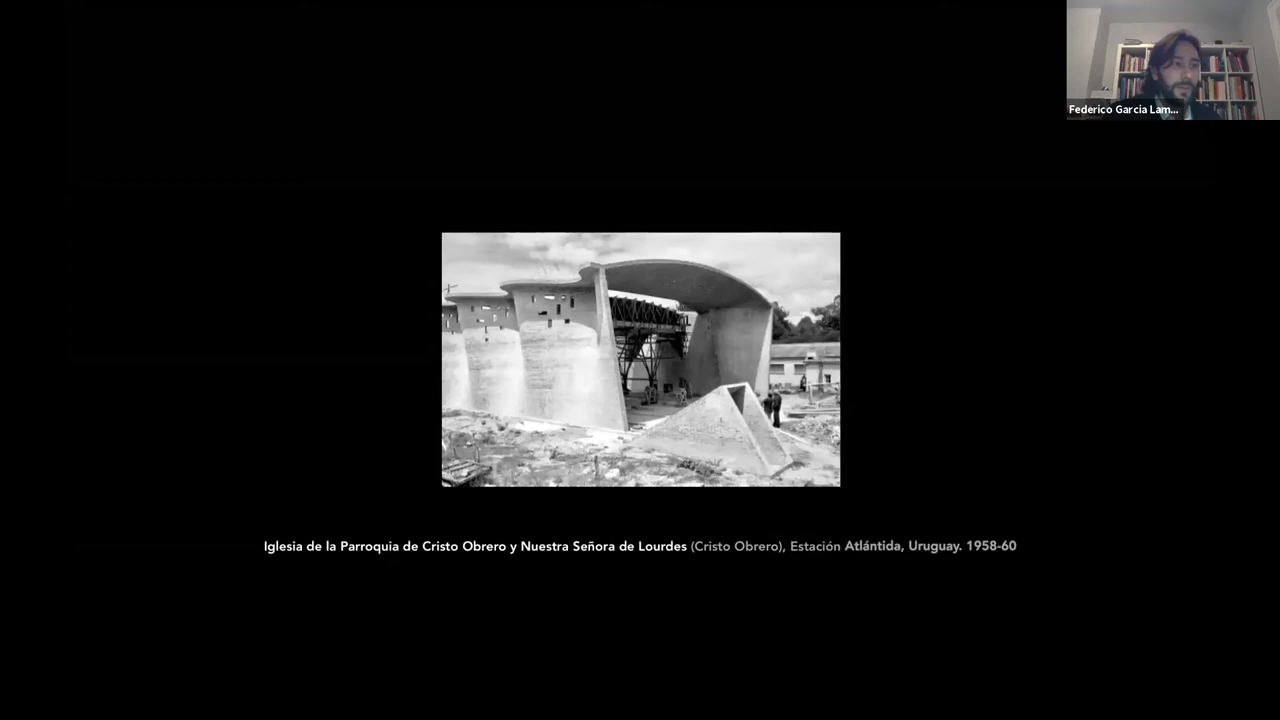 Federico Garcia Lam...
Iglesia de la Parroquia de Cristo Obrero y Nuestra Señora de Lourdes (Cristo Obrero), Estación Atlántida, Uruguay. 1958-60